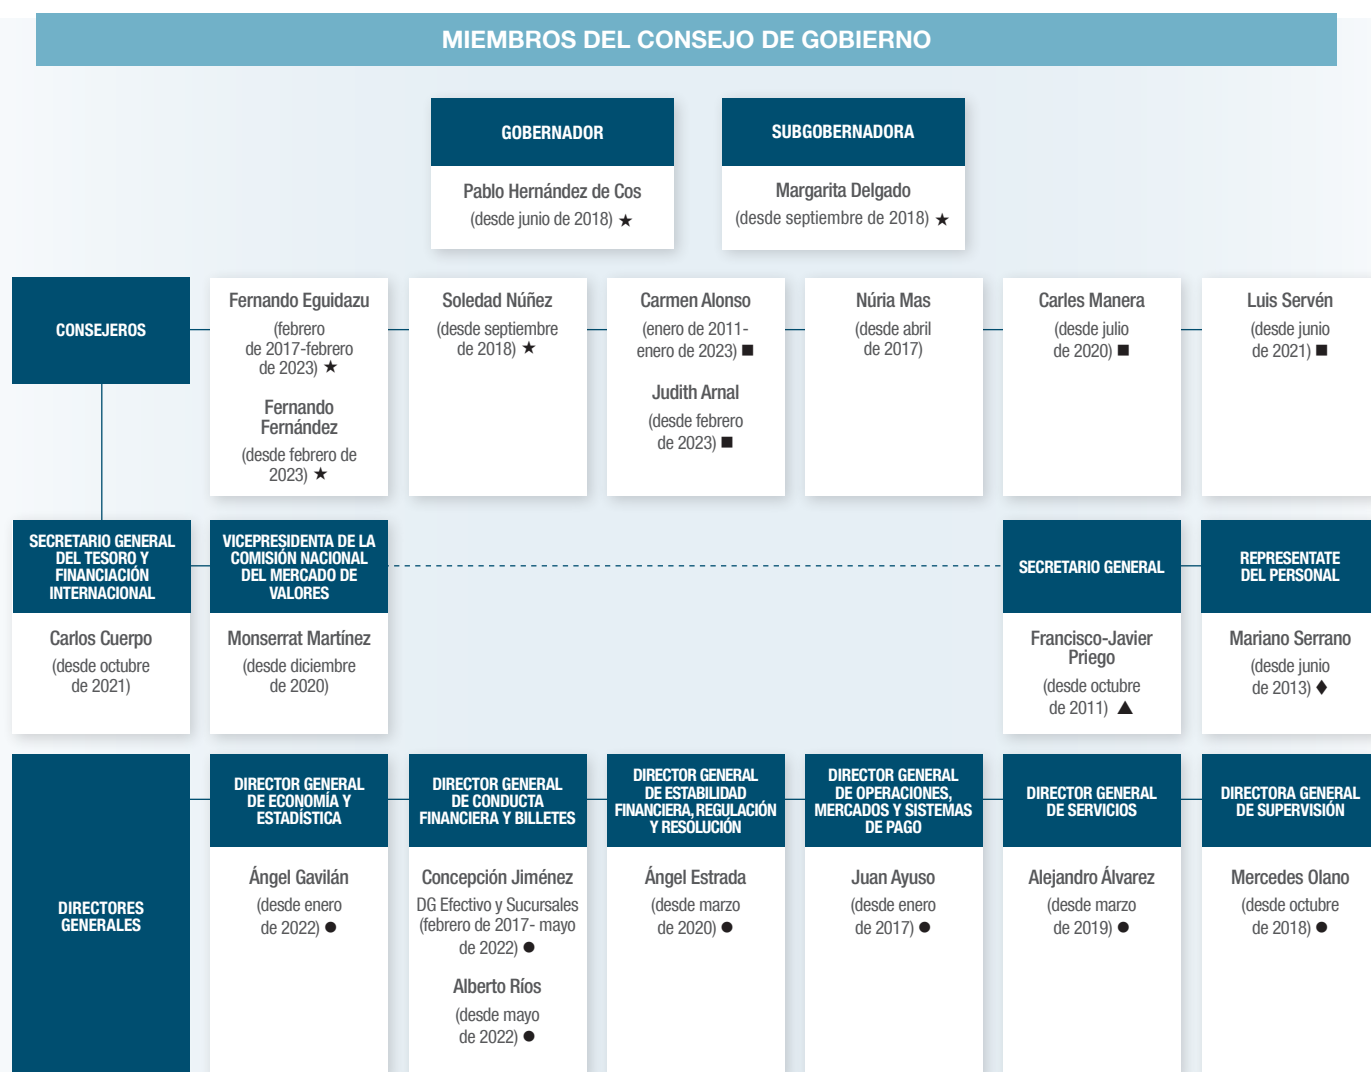 MIEMBROS DEL CONSEJO DE GOBIERNO
GOBERNADOR
Pablo Hernández de Cos
(desde junio de 2018) ★
SUBGOBERNADORA
Margarita Delgado
(desde septiembre de 2018) ★
CONSEJEROS
Fernando Eguidazu
(febrero
de 2017-febrero
de 2023) ★
Fernando
Fernández
(desde febrero de
2023) ★
Soledad Núñez
(desde septiembre
de 2018) ★
Carmen Alonso
(enero de 2011-
enero de 2023) ■
Judith Arnal
(desde febrero
de 2023) ■
Núria Mas
(desde abril
de 2017)
Carles Manera
(desde julio
de 2020) ■
Luis Servén
(desde junio
de 2021) ■
SECRETARIO GENERAL
DEL TESORO Y
FINANCIACIÓN
INTERNACIONAL
Carlos Cuerpo
(desde octubre
de 2021)
VICEPRESIDENTA DE LA
COMISIÓN NACIONAL
DEL MERCADO DE
VALORES
Monserrat Martínez
(desde diciembre
de 2020)
SECRETARIO GENERAL
Francisco-Javier
Priego
(desde octubre
de 2011) ▲
REPRESENTATE
DEL PERSONAL
Mariano Serrano
(desde junio
de 2013) ♦
DIRECTORES
GENERALES
DIRECTOR GENERAL
DE ECONOMÍA Y
ESTADÍSTICA
Ángel Gavilán
(desde enero
de 2022) ●
DIRECTOR GENERAL
DE CONDUCTA
FINANCIERA Y BILLETES
Concepción Jiménez
DG Efectivo y Sucursales
(febrero de 2017- mayo
de 2022) ●
Alberto Ríos
(desde mayo
de 2022) ●
DIRECTOR GENERAL
DE ESTABILIDAD
FINANCIERA, REGULACIÓN
Y RESOLUCIÓN
Ángel Estrada
(desde marzo
de 2020) ●
DIRECTOR GENERAL
DE OPERACIONES,
MERCADOS Y SISTEMAS
DE PAGO
Juan Ayuso
(desde enero
de 2017) ●
DIRECTOR GENERAL
DE SERVICIOS
Alejandro Álvarez
(desde marzo
de 2019) ●
DIRECTORA GENERAL
DE SUPERVISIÓN
Mercedes Olano
(desde octubre
de 2018) ●